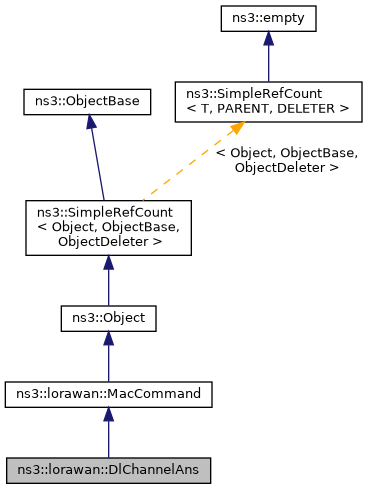 ns3::empty
ns3::ObjectBase
ns3::SimpleRefCount
< T, PARENT, DELETER >
< Object, ObjectBase,
ObjectDeleter >
ns3::SimpleRefCount
< Object, ObjectBase,
ObjectDeleter >
ns3::Object
ns3::lorawan::MacCommand
ns3::lorawan::DlChannelAns